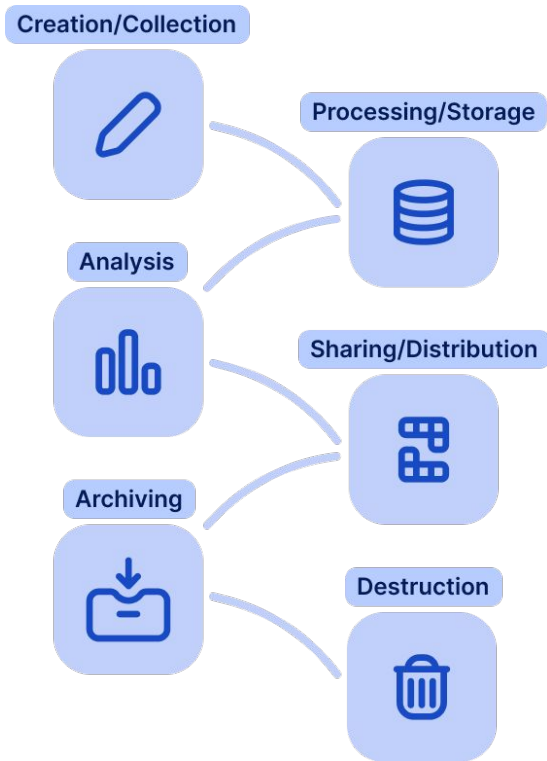 Creation/Collection
Processing/Storage
Analysis
Sharing/Distribution
Archiving
Destruction